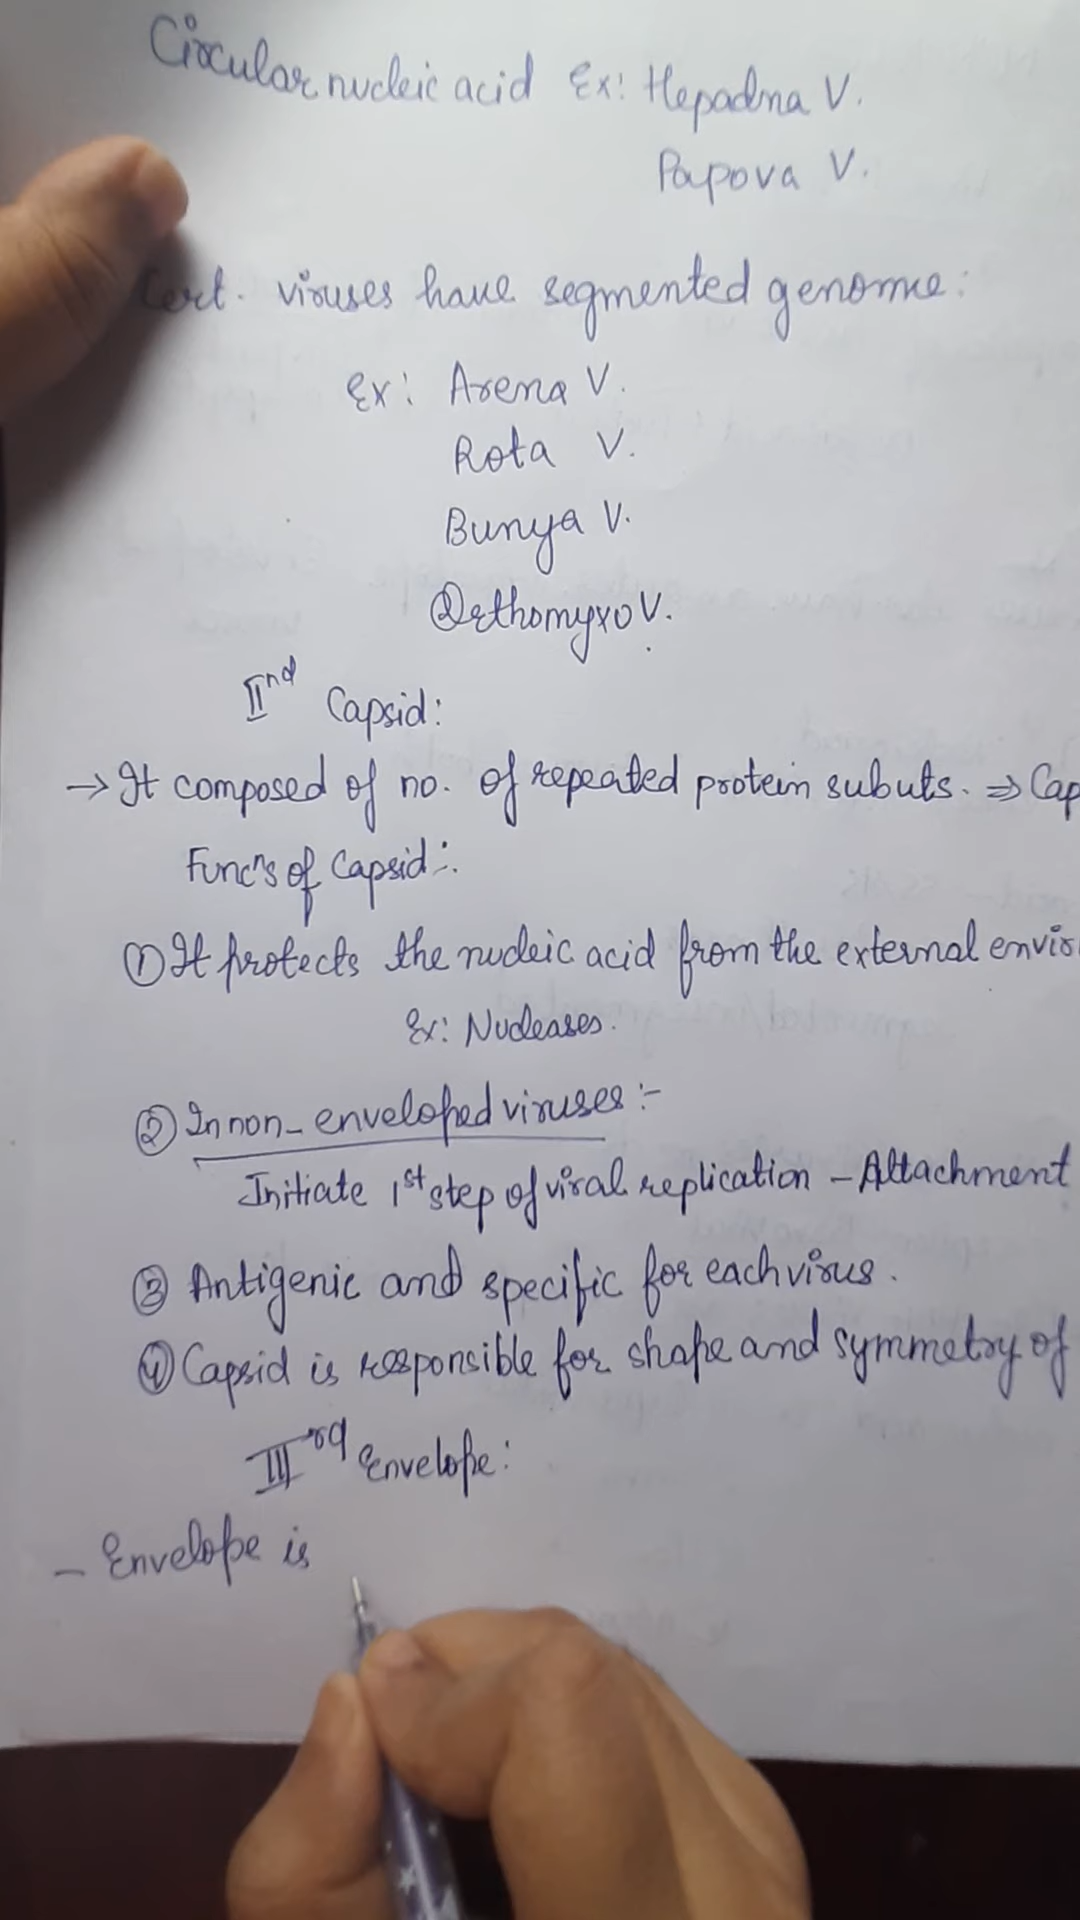 Circular nucleic acid Ex: Hepadna V.
Papova V.
Cert. viruses have segmented genome:
Ex: Arena V.
Rota V.
Bunya V.
Orthomyxo V.
IInd Capsid:
→ It composed of no. of repeated protein subuts. ⇒ Cap
Funcn's of Capsid:-
① It protects the nucleic acid from the external enviro
Ex: Nucleases.
② In non-enveloped viruses:-
Initiate 1st step of viral replication - Attachment
③ Antigenic and specific for each virus.
④ Capsid is responsible for shape and symmetry of
IIIrd Envelope:
- Envelope is